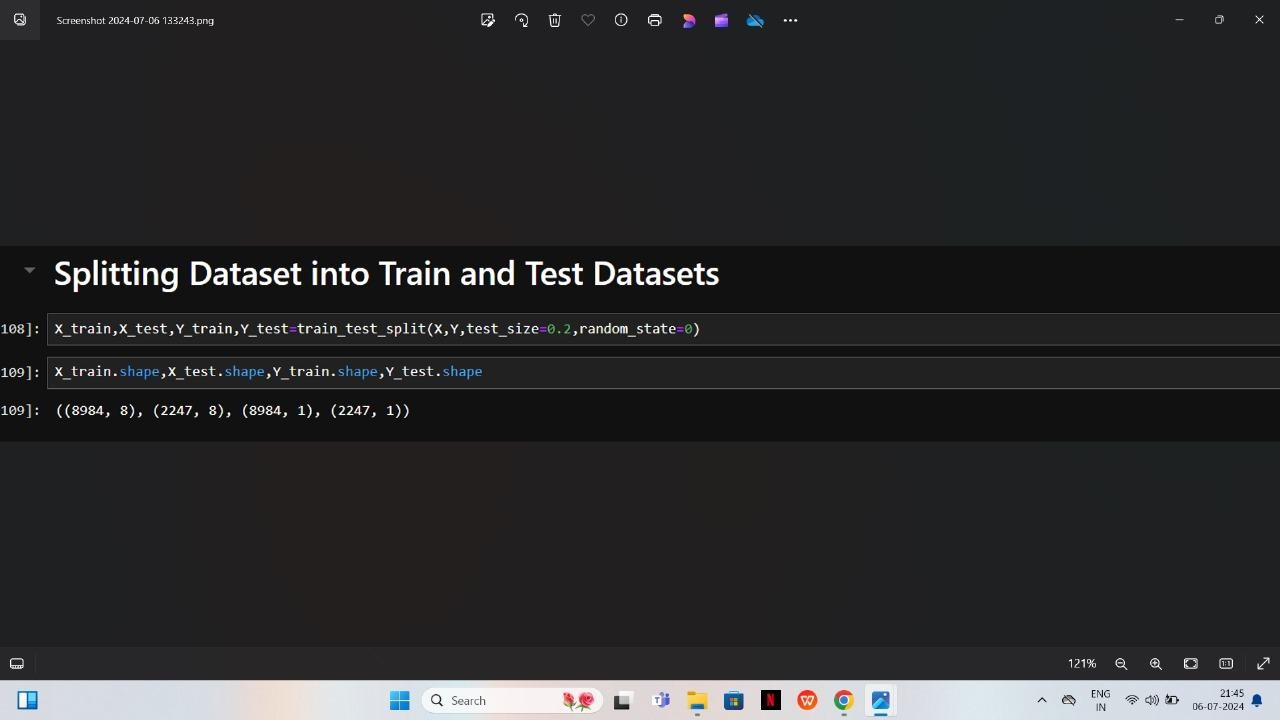 Screenshot 2024-07-06 133243.png
Splitting Dataset into Train and Test Datasets
108]: X_train,X_test,Y_train,Y_test=train_test_split(X,Y,test_size=0.2,random_state=0)
109]: X_train.shape,X_test.shape,Y_train.shape,Y_test.shape
109]: ((8984, 8), (2247, 8), (8984, 1), (2247, 1))
121%
1:1
Search
N
W
ENG
IN
21:45
06-07-2024